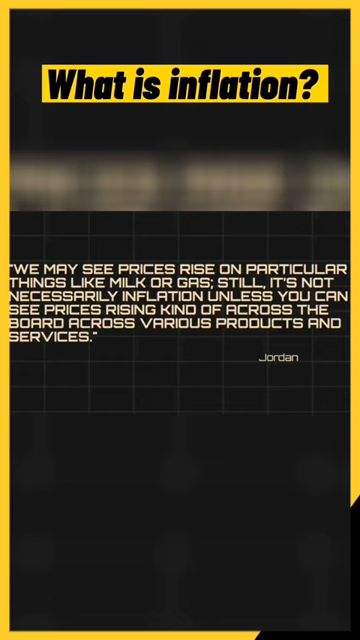 What is inflation?
"WE MAY SEE PRICES RISE ON PARTICULAR
THINGS LIKE MILK OR GAS; STILL, IT'S NOT
NECESSARILY INFLATION UNLESS YOU CAN
SEE PRICES RISING KIND OF ACROSS THE
BOARD ACROSS VARIOUS PRODUCTS AND
SERVICES."
Jordan